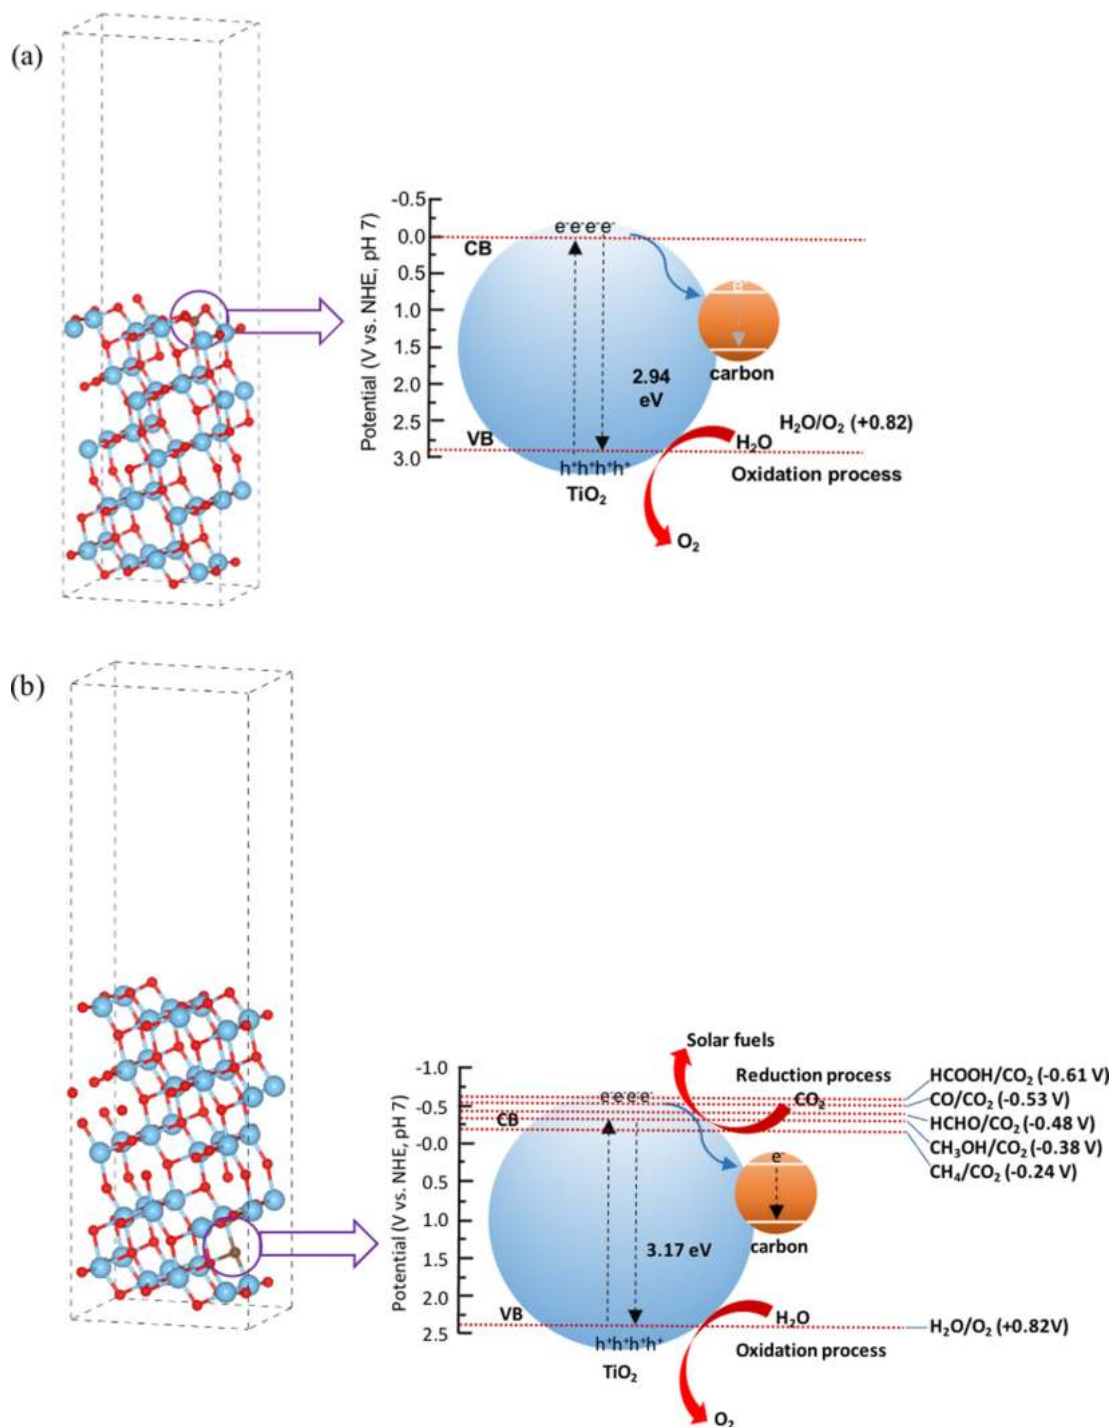 (a)
Potential (V vs. NHE, pH 7)
-0.5
0.0
0.5
1.0
1.5
2.0
2.5
3.0
CB
e⁻e⁻e⁻e⁻
e⁻
carbon
2.94
eV
VB
h⁺h⁺h⁺h⁺
TiO₂
H₂O/O₂ (+0.82)
H₂O
Oxidation process
O₂
(b)
Potential (V vs. NHE, pH 7)
-1.0
-0.5
-0.0
0.5
1.0
1.5
2.0
2.5
Solar fuels
Reduction process
CO₂
e⁻e⁻e⁻e⁻
CB
HCOOH/CO₂ (-0.61 V)
CO/CO₂ (-0.53 V)
HCHO/CO₂ (-0.48 V)
CH₃OH/CO₂ (-0.38 V)
CH₄/CO₂ (-0.24 V)
e⁻
carbon
3.17 eV
VB
h⁺h⁺h⁺h⁺
TiO₂
H₂O
H₂O/O₂ (+0.82V)
Oxidation process
O₂